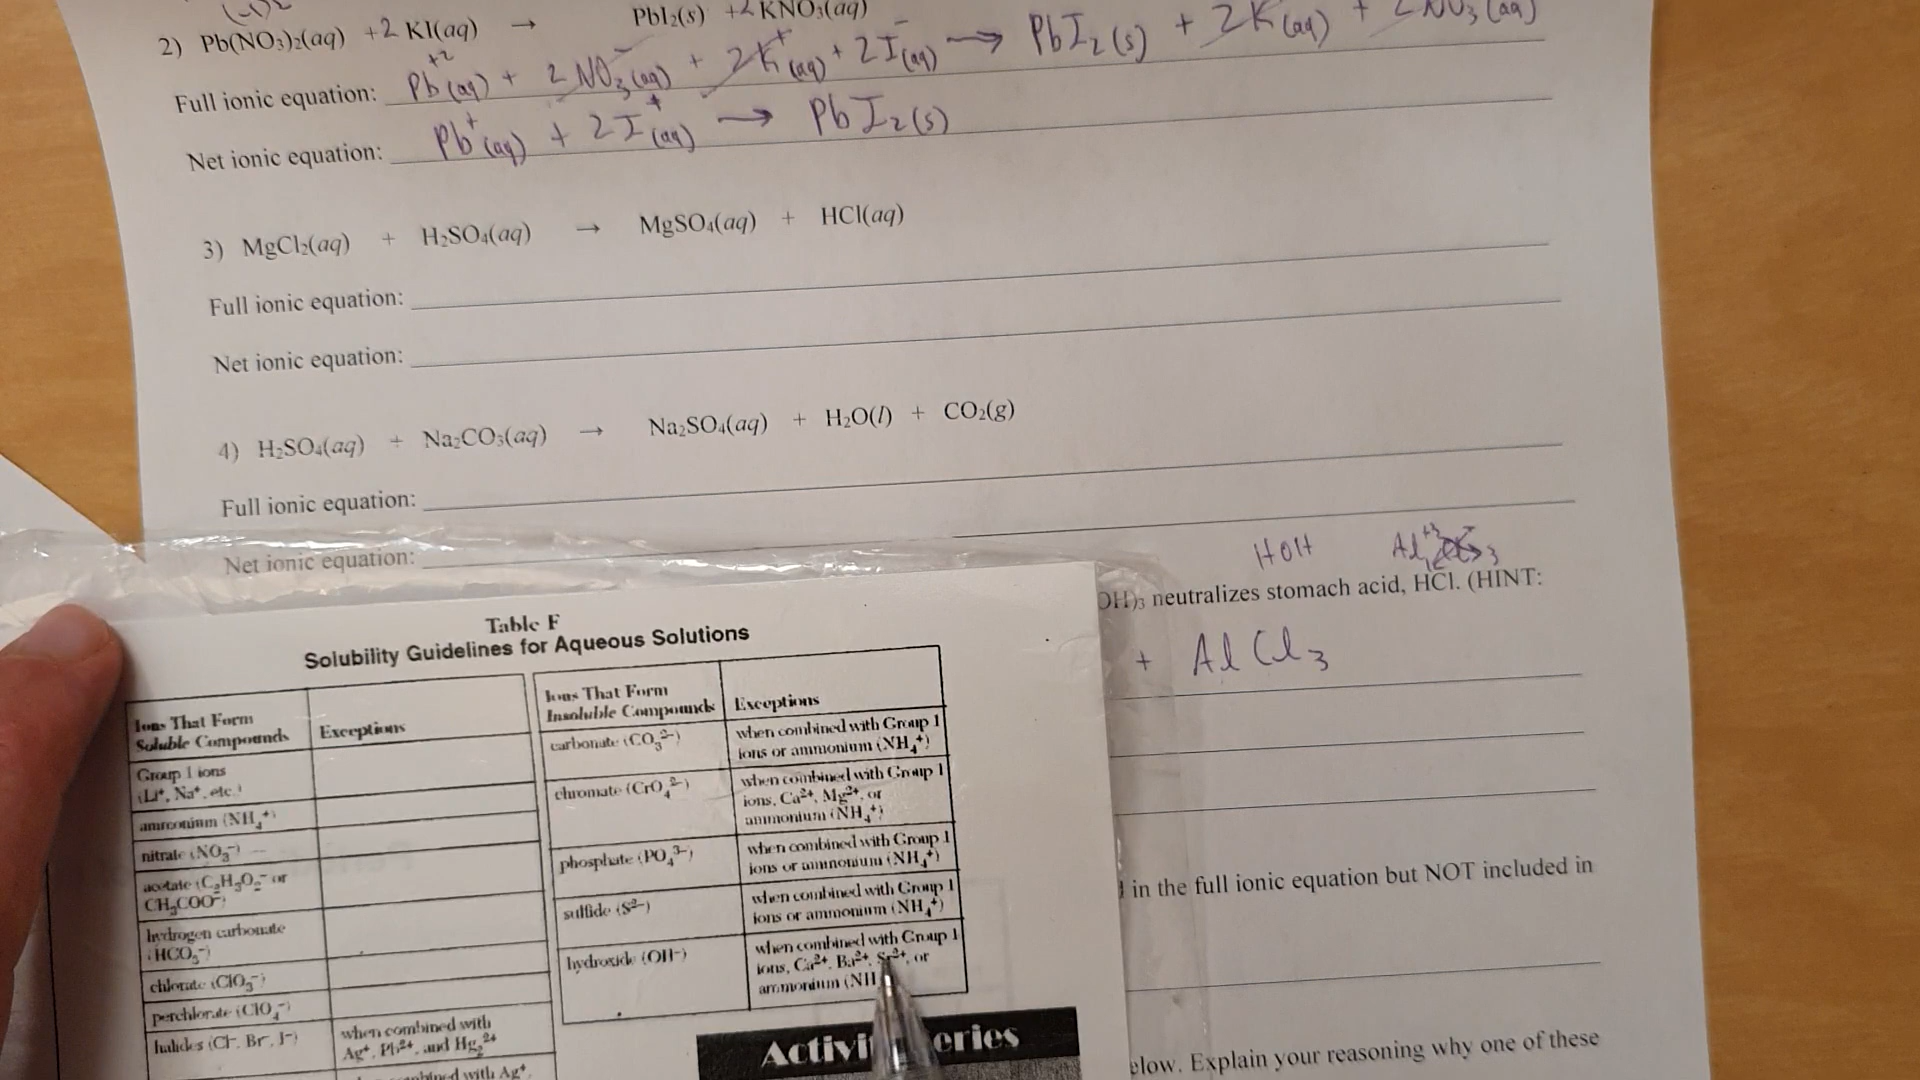 (-1)2
2) Pb(NO₃)₂(aq) +2 KI(aq) → PbI₂(s) +2 KNO₃(aq)
Full ionic equation: Pb⁺²(aq) + 2 NO₃⁻(aq) + 2K⁺(aq) + 2I⁻(aq) → PbI₂(s) + 2K(aq) + 2NO₃(aq)
Net ionic equation: Pb⁺(aq) + 2I⁺(aq) → PbI₂(s)
3) MgCl₂(aq) + H₂SO₄(aq) → MgSO₄(aq) + HCl(aq)
Full ionic equation:
Net ionic equation:
4) H₂SO₄(aq) + Na₂CO₃(aq) → Na₂SO₄(aq) + H₂O(l) + CO₂(g)
Full ionic equation:
Net ionic equation:
HOH Al⁺³
OH)₃ neutralizes stomach acid, HCl. (HINT:
+ AlCl₃
in the full ionic equation but NOT included in
elow. Explain your reasoning why one of these
Table F
Solubility Guidelines for Aqueous Solutions
Ions That Form
Soluble Compounds
Exceptions
Group 1 ions
(Li⁺, Na⁺, etc.)
ammonium (NH₄⁺)
nitrate (NO₃⁻)
acetate (C₂H₃O₂⁻ or
CH₃COO⁻)
hydrogen carbonate
(HCO₃⁻)
chlorate (ClO₃⁻)
perchlorate (ClO₄⁻)
halides (Cl⁻, Br⁻, I⁻)
when combined with
Ag⁺, Pb²⁺, and Hg₂²⁺
with Ag⁺,
Ions That Form
Insoluble Compounds
Exceptions
carbonate (CO₃²⁻)
when combined with Group 1
ions or ammonium (NH₄⁺)
chromate (CrO₄²⁻)
when combined with Group 1
ions, Ca²⁺, Mg²⁺, or
ammonium (NH₄⁺)
phosphate (PO₄³⁻)
when combined with Group 1
ions or ammonium (NH₄⁺)
sulfide (S²⁻)
when combined with Group 1
ions or ammonium (NH₄⁺)
hydroxide (OH⁻)
when combined with Group 1
ions, Ca²⁺, Ba²⁺, Sr²⁺, or
ammonium (NH
Activi eries